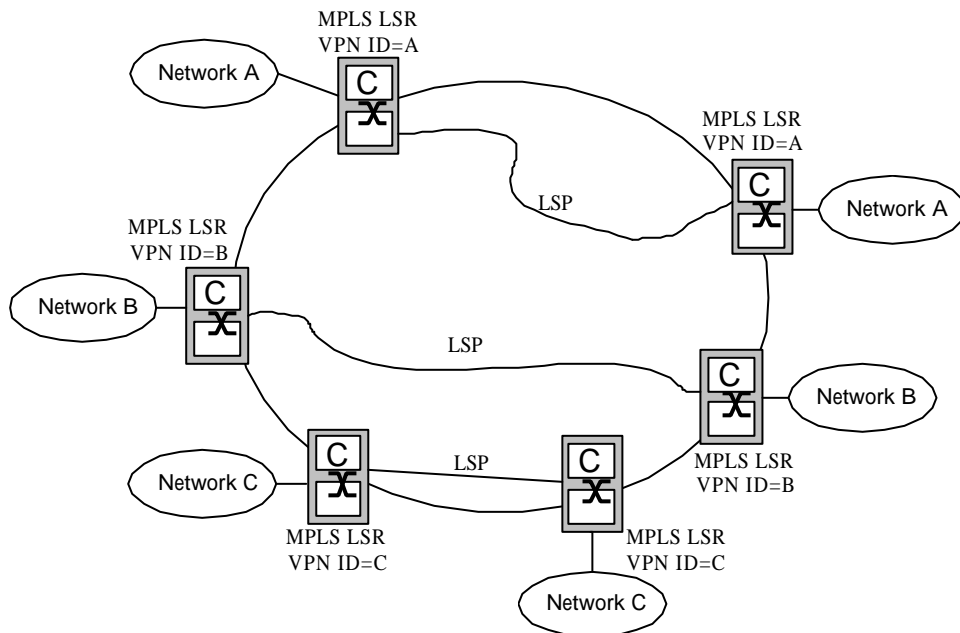 MPLS LSR
VPN ID=A
Network A
C
MPLS LSR
VPN ID=A
C
Network A
LSP
MPLS LSR
VPN ID=B
C
Network B
LSP
C
Network B
MPLS LSR
VPN ID=B
C
Network C
LSP
C
MPLS LSR
VPN ID=C
MPLS LSR
VPN ID=C
Network C